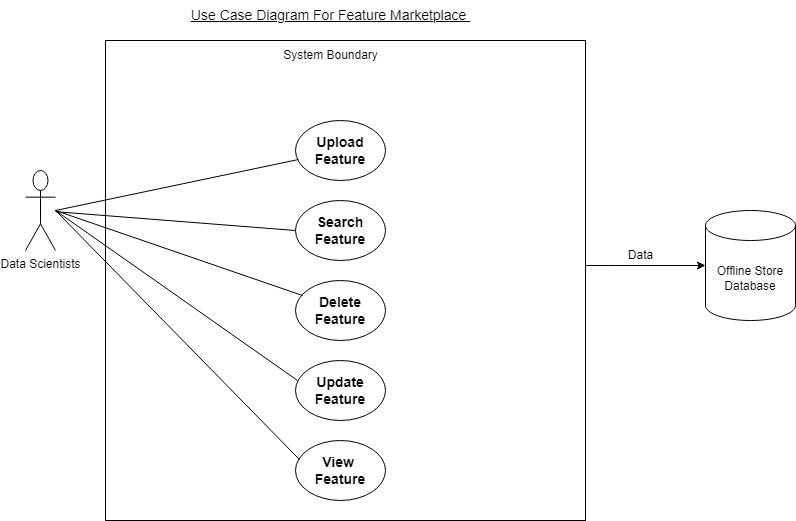 Use Case Diagram For Feature Marketplace
System Boundary
Upload
Feature
Search
Feature
Data Scientists
Delete
Feature
Update
Feature
View
Feature
Data
Offline Store
Database